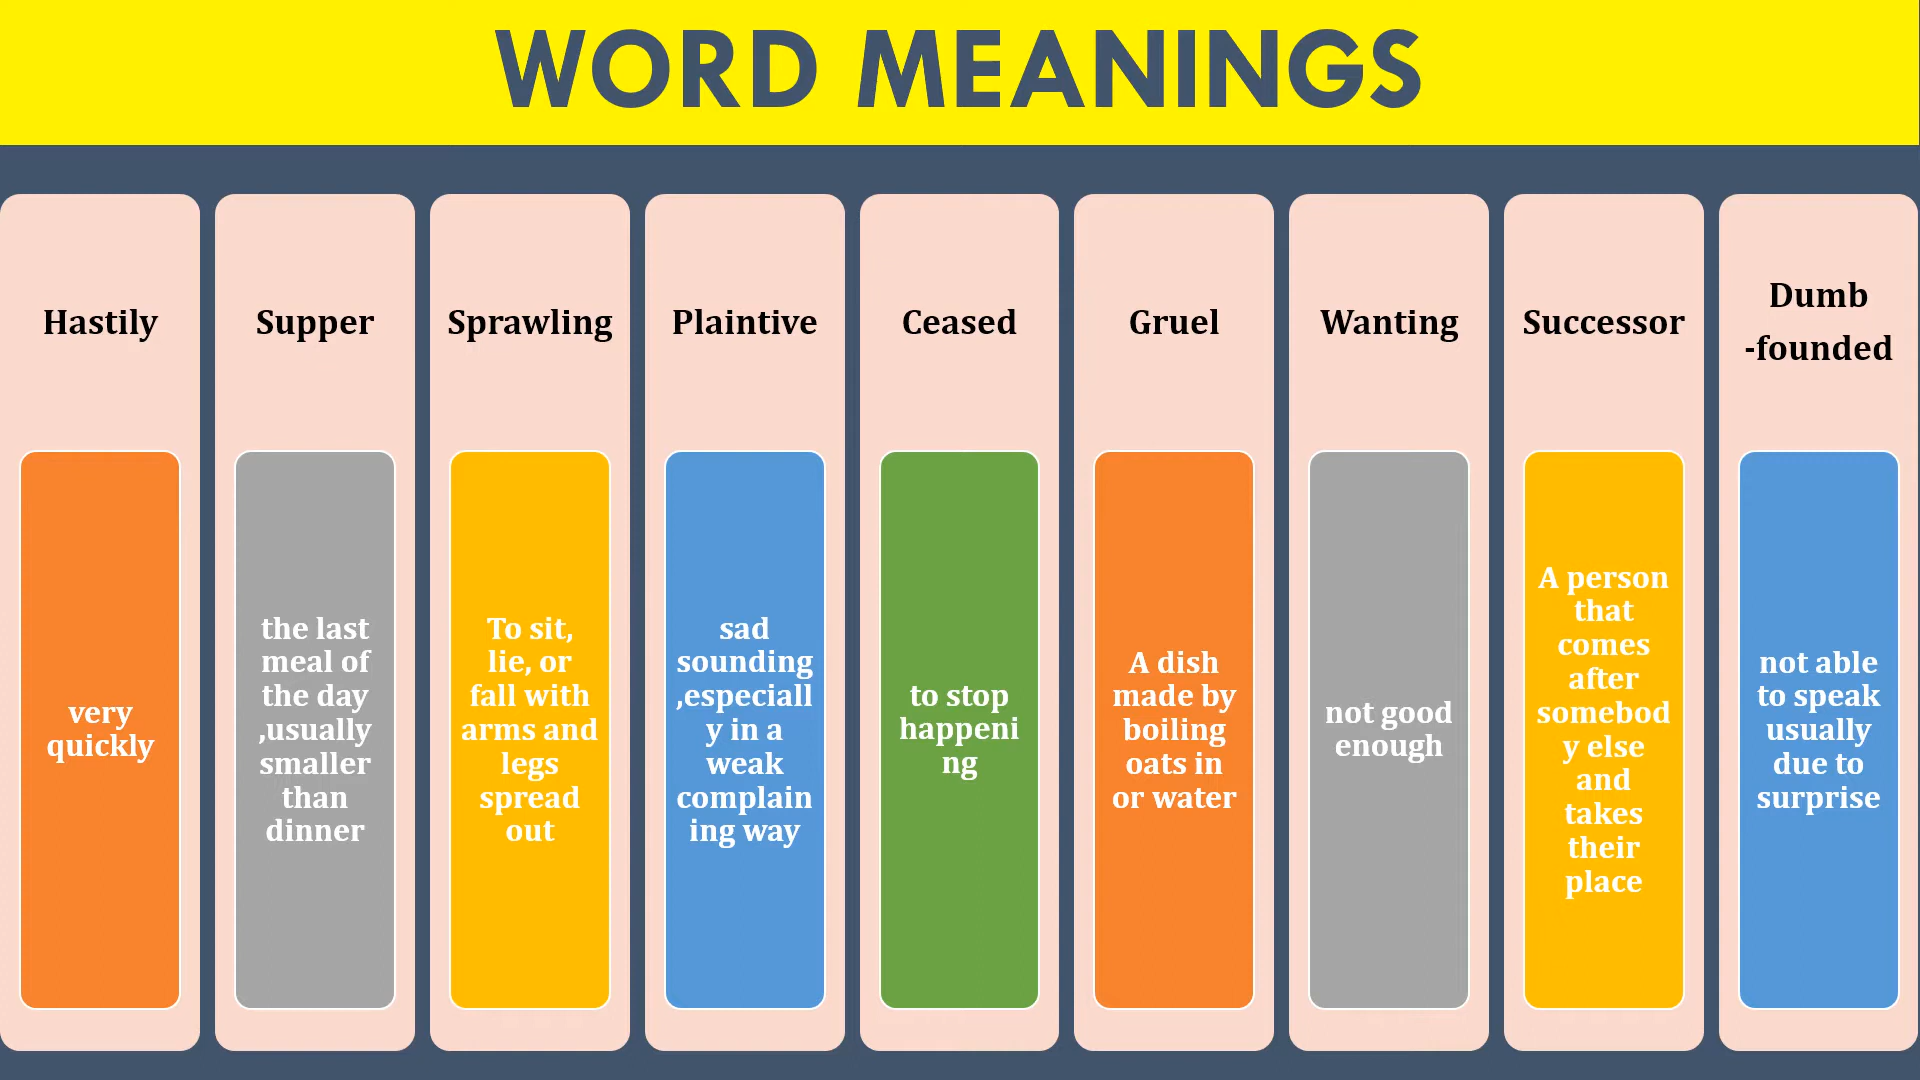 WORD MEANINGS
Hastily
very
quickly
Supper
the last
meal of
the day
,usually
smaller
than
dinner
Sprawling
To sit,
lie, or
fall with
arms and
legs
spread
out
Plaintive
sad
sounding
,especiall
y in a
weak
complain
ing way
Ceased
to stop
happeni
ng
Gruel
A dish
made by
boiling
oats in
or water
Wanting
not good
enough
Successor
A person
that
comes
after
somebod
y else
and
takes
their
place
Dumb
-founded
not able
to speak
usually
due to
surprise